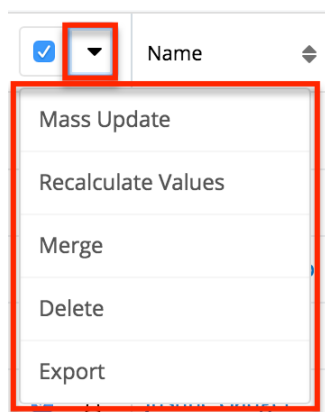 Name
Mass Update
Recalculate Values
Merge
Delete
Export